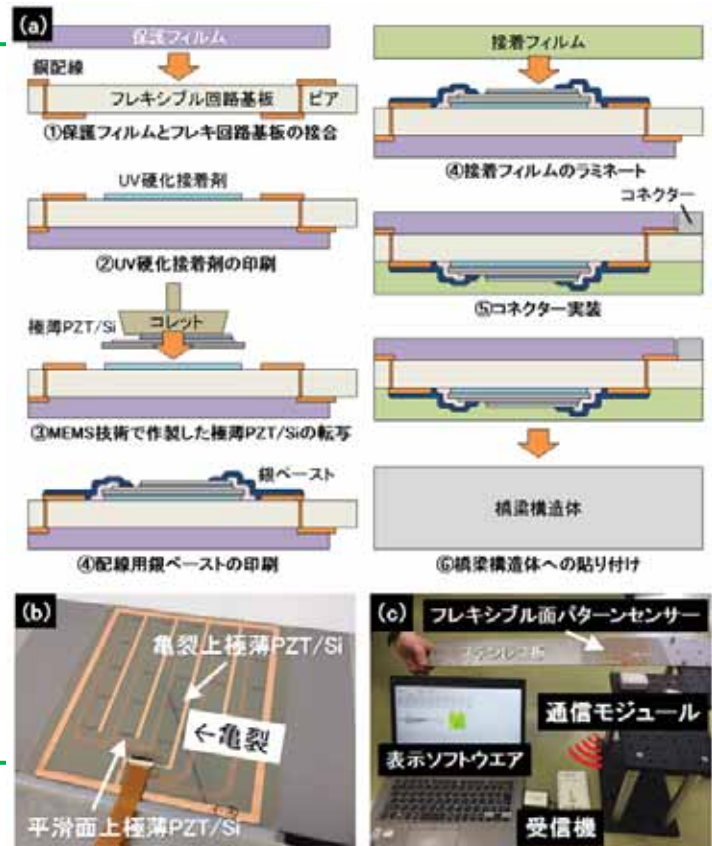 (a)
保護フィルム
銅配線
フレキシブル回路基板
ビア
①保護フィルムとフレキ回路基板の接合
UV硬化接着剤
②UV硬化接着剤の印刷
極薄PZT/Si
コレット
③MEMS技術で作製した極薄PZT/Siの転写
銀ペースト
④配線用銀ペーストの印刷
接着フィルム
④接着フィルムのラミネート
コネクター
⑤コネクター実装
橋梁構造体
⑥橋梁構造体への貼り付け
(b)
亀裂上極薄PZT/Si
←亀裂
平滑面上極薄PZT/Si
(c)
フレキシブル面パターンセンサー
ステンレス板
通信モジュール
表示ソフトウエア
受信機